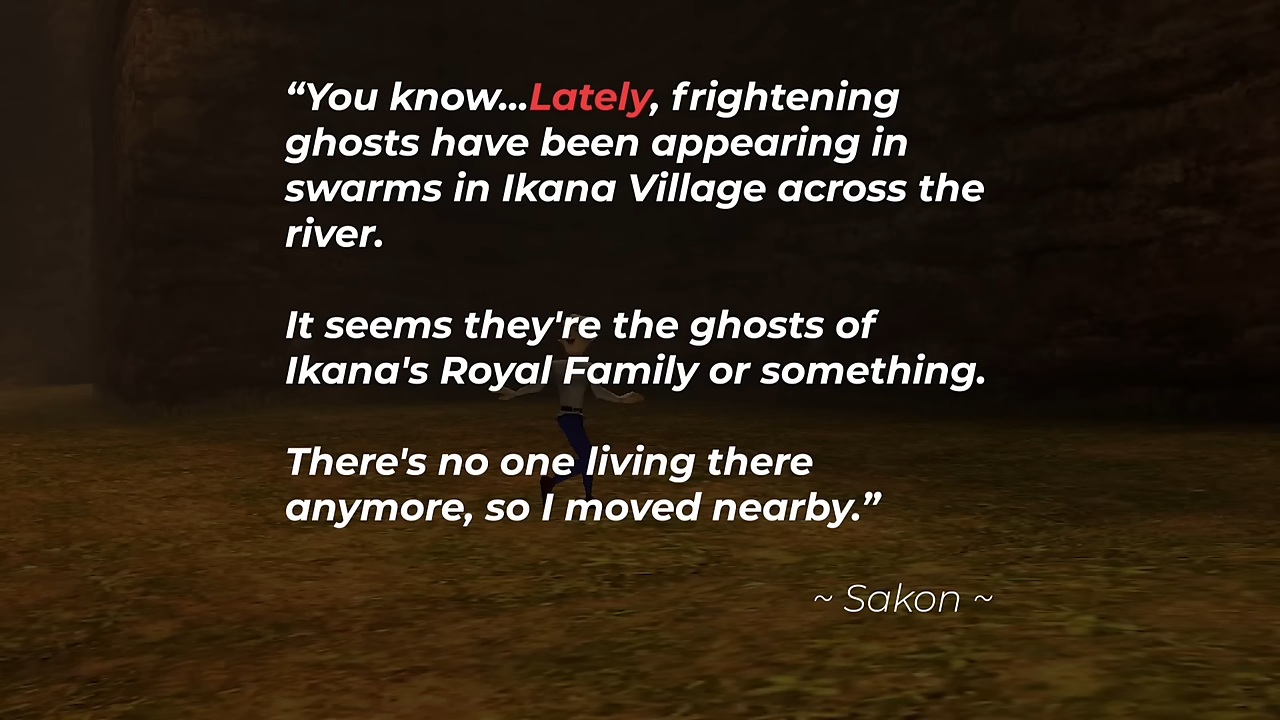 “You know...Lately, frightening
ghosts have been appearing in
swarms in Ikana Village across the
river.
It seems they're the ghosts of
Ikana's Royal Family or something.
There's no one living there
anymore, so I moved nearby.”
~ Sakon ~